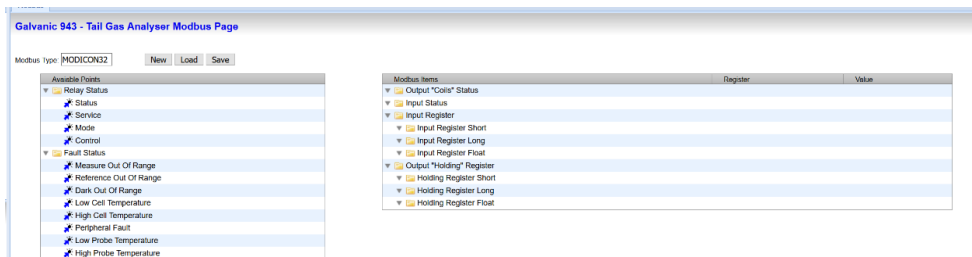 Galvanic 943 - Tail Gas Analyser Modbus Page
Modbus Type: MODICON32 New Load Save
Avaiable Points
Relay Status
Status
Service
Mode
Control
Fault Status
Measure Out Of Range
Reference Out Of Range
Dark Out Of Range
Low Cell Temperature
High Cell Temperature
Peripheral Fault
Low Probe Temperature
High Probe Temperature
Modbus Items Register Value
Output "Coils" Status
Input Status
Input Register
Input Register Short
Input Register Long
Input Register Float
Output "Holding" Register
Holding Register Short
Holding Register Long
Holding Register Float